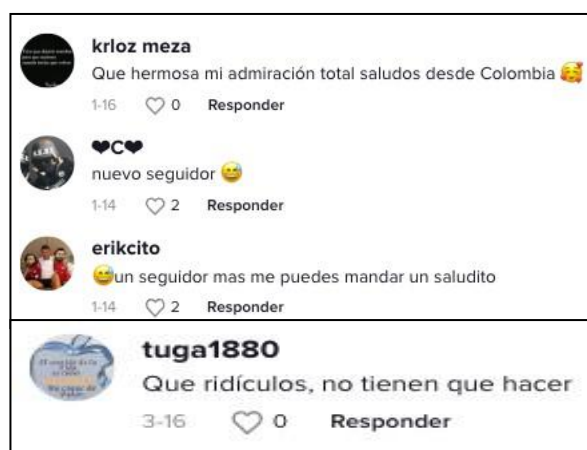 krloz meza
Que hermosa mi admiración total saludos desde Colombia 🥰
1-16 0 Responder
❤C❤
nuevo seguidor 😅
1-14 2 Responder
erikcito
😅un seguidor mas me puedes mandar un saludito
1-14 2 Responder
tuga1880
Que ridículos, no tienen que hacer
3-16 0 Responder